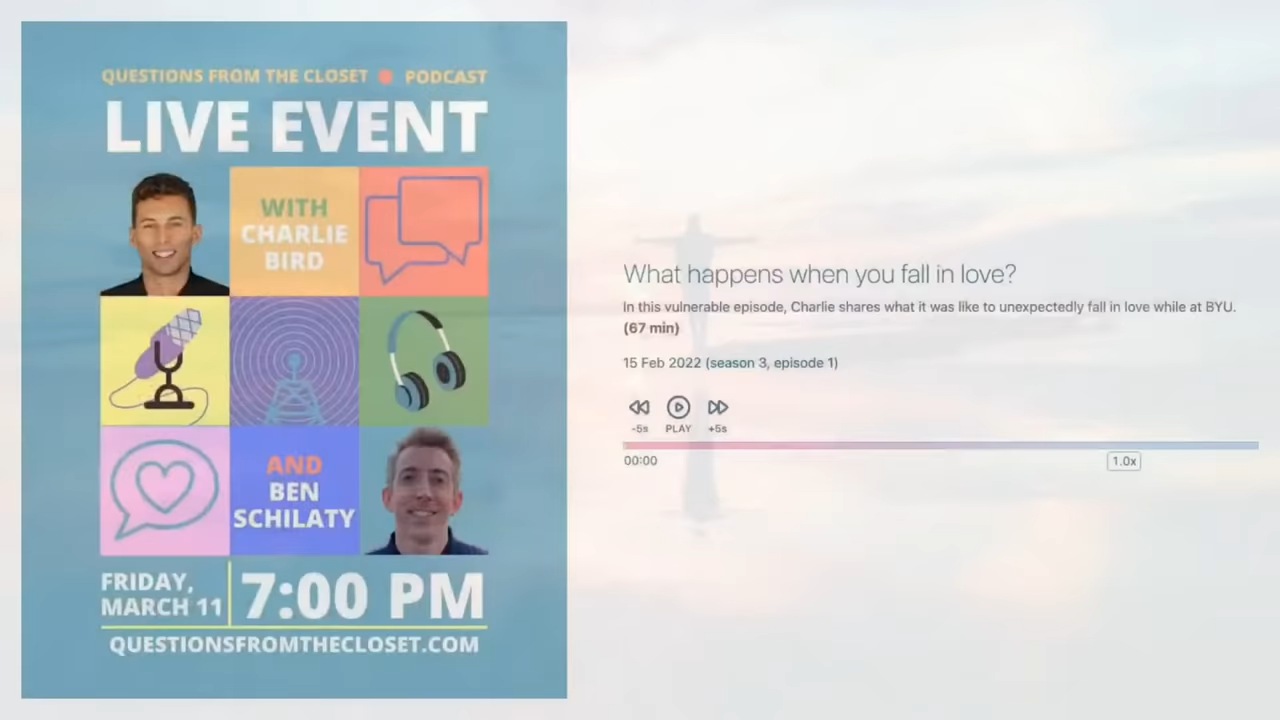 QUESTIONS FROM THE CLOSET PODCAST
LIVE EVENT
WITH
CHARLIE
BIRD
AND
BEN
SCHILATY
FRIDAY,
MARCH 11
7:00 PM
QUESTIONSFROMTHECLOSET.COM
What happens when you fall in love?
In this vulnerable episode, Charlie shares what it was like to unexpectedly fall in love while at BYU.
(67 min)
15 Feb 2022 (season 3, episode 1)
-5s PLAY +5s
00:00 1.0x